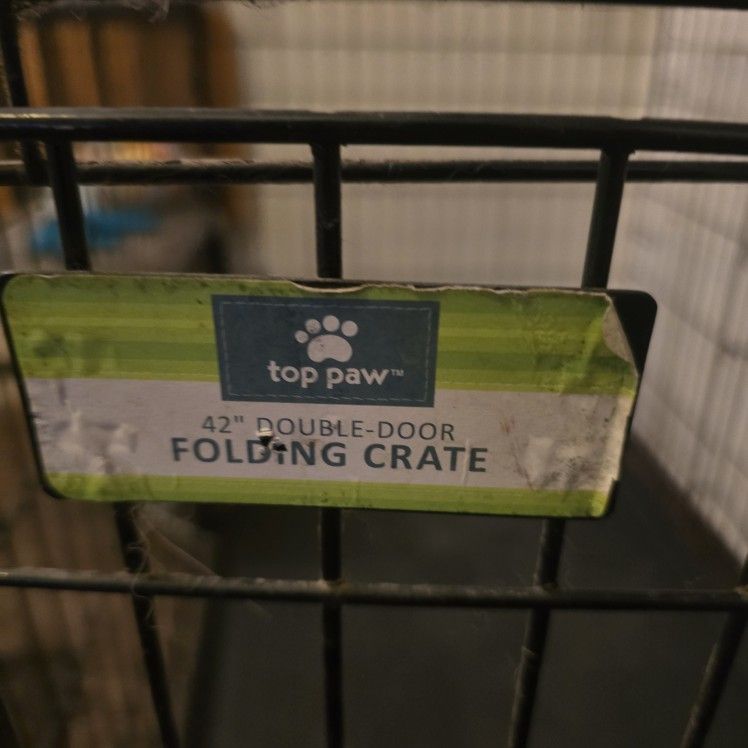 top paw™
42" DOUBLE-DOOR
FOLDING CRATE